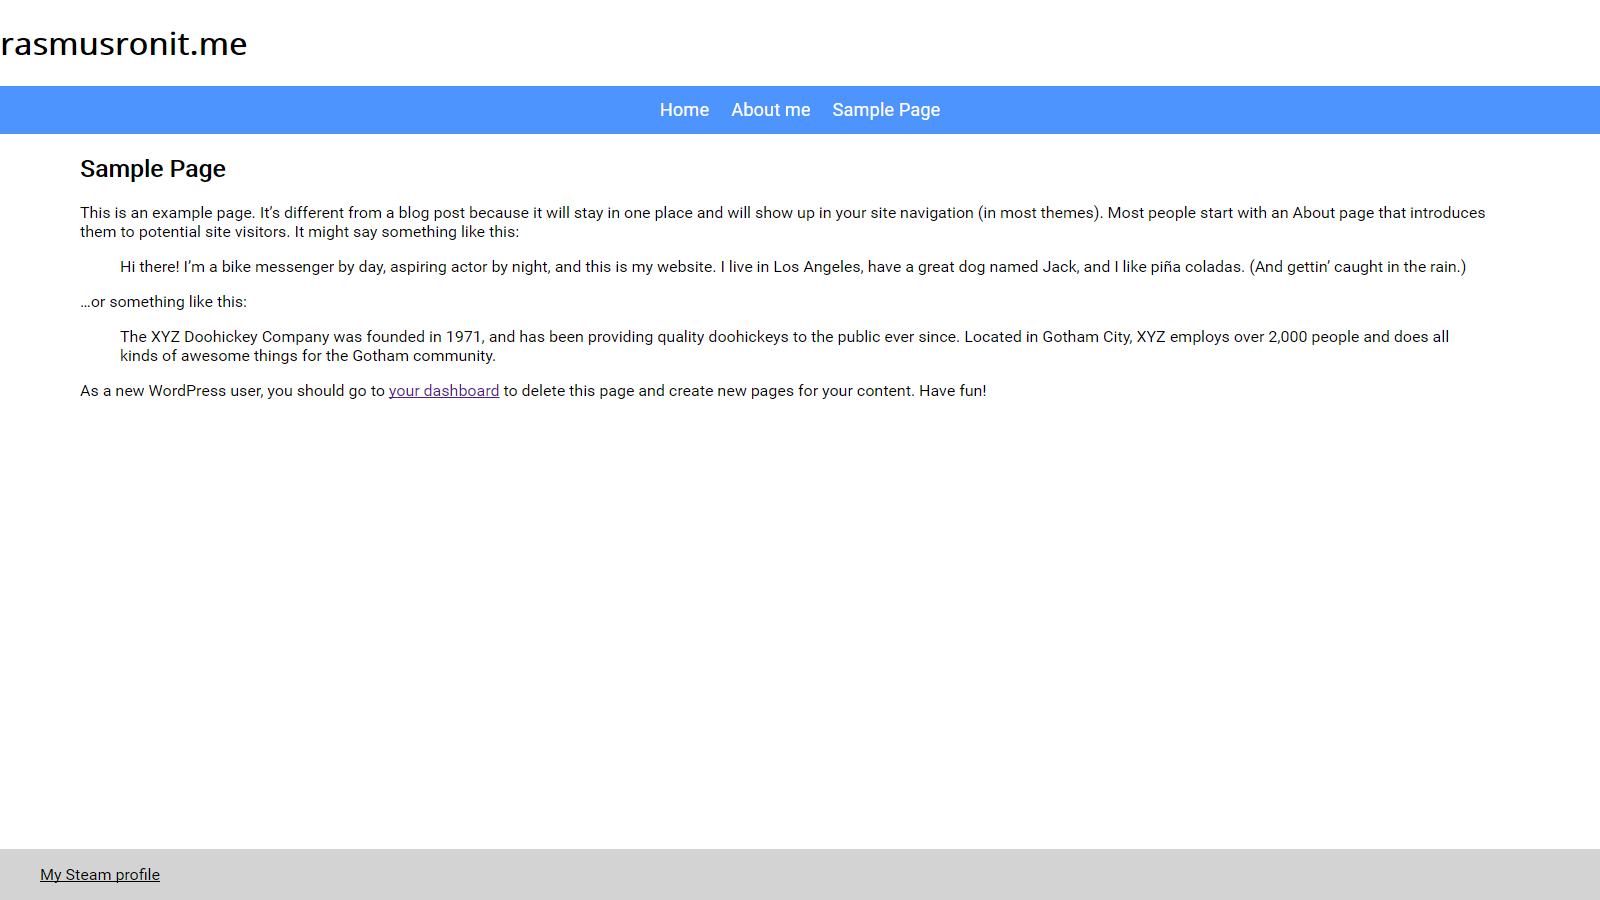 rasmusronit.me
Home About me Sample Page
Sample Page
This is an example page. It’s different from a blog post because it will stay in one place and will show up in your site navigation (in most themes). Most people start with an About page that introduces
them to potential site visitors. It might say something like this:
Hi there! I’m a bike messenger by day, aspiring actor by night, and this is my website. I live in Los Angeles, have a great dog named Jack, and I like piña coladas. (And gettin’ caught in the rain.)
…or something like this:
The XYZ Doohickey Company was founded in 1971, and has been providing quality doohickeys to the public ever since. Located in Gotham City, XYZ employs over 2,000 people and does all
kinds of awesome things for the Gotham community.
As a new WordPress user, you should go to your dashboard to delete this page and create new pages for your content. Have fun!
My Steam profile